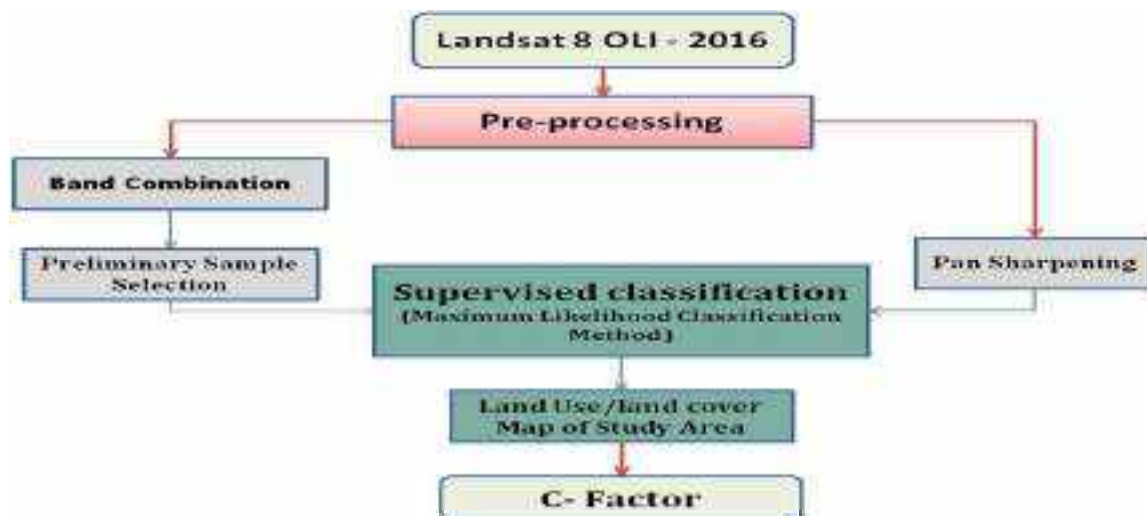 Landsat 8 OLI - 2016
Pre-processing
Band Combination
Preliminary Sample
Selection
Pan Sharpening
Supervised classification
(Maximum Likelihood Classification
Method)
Land Use/land cover
Map of Study Area
C- Factor